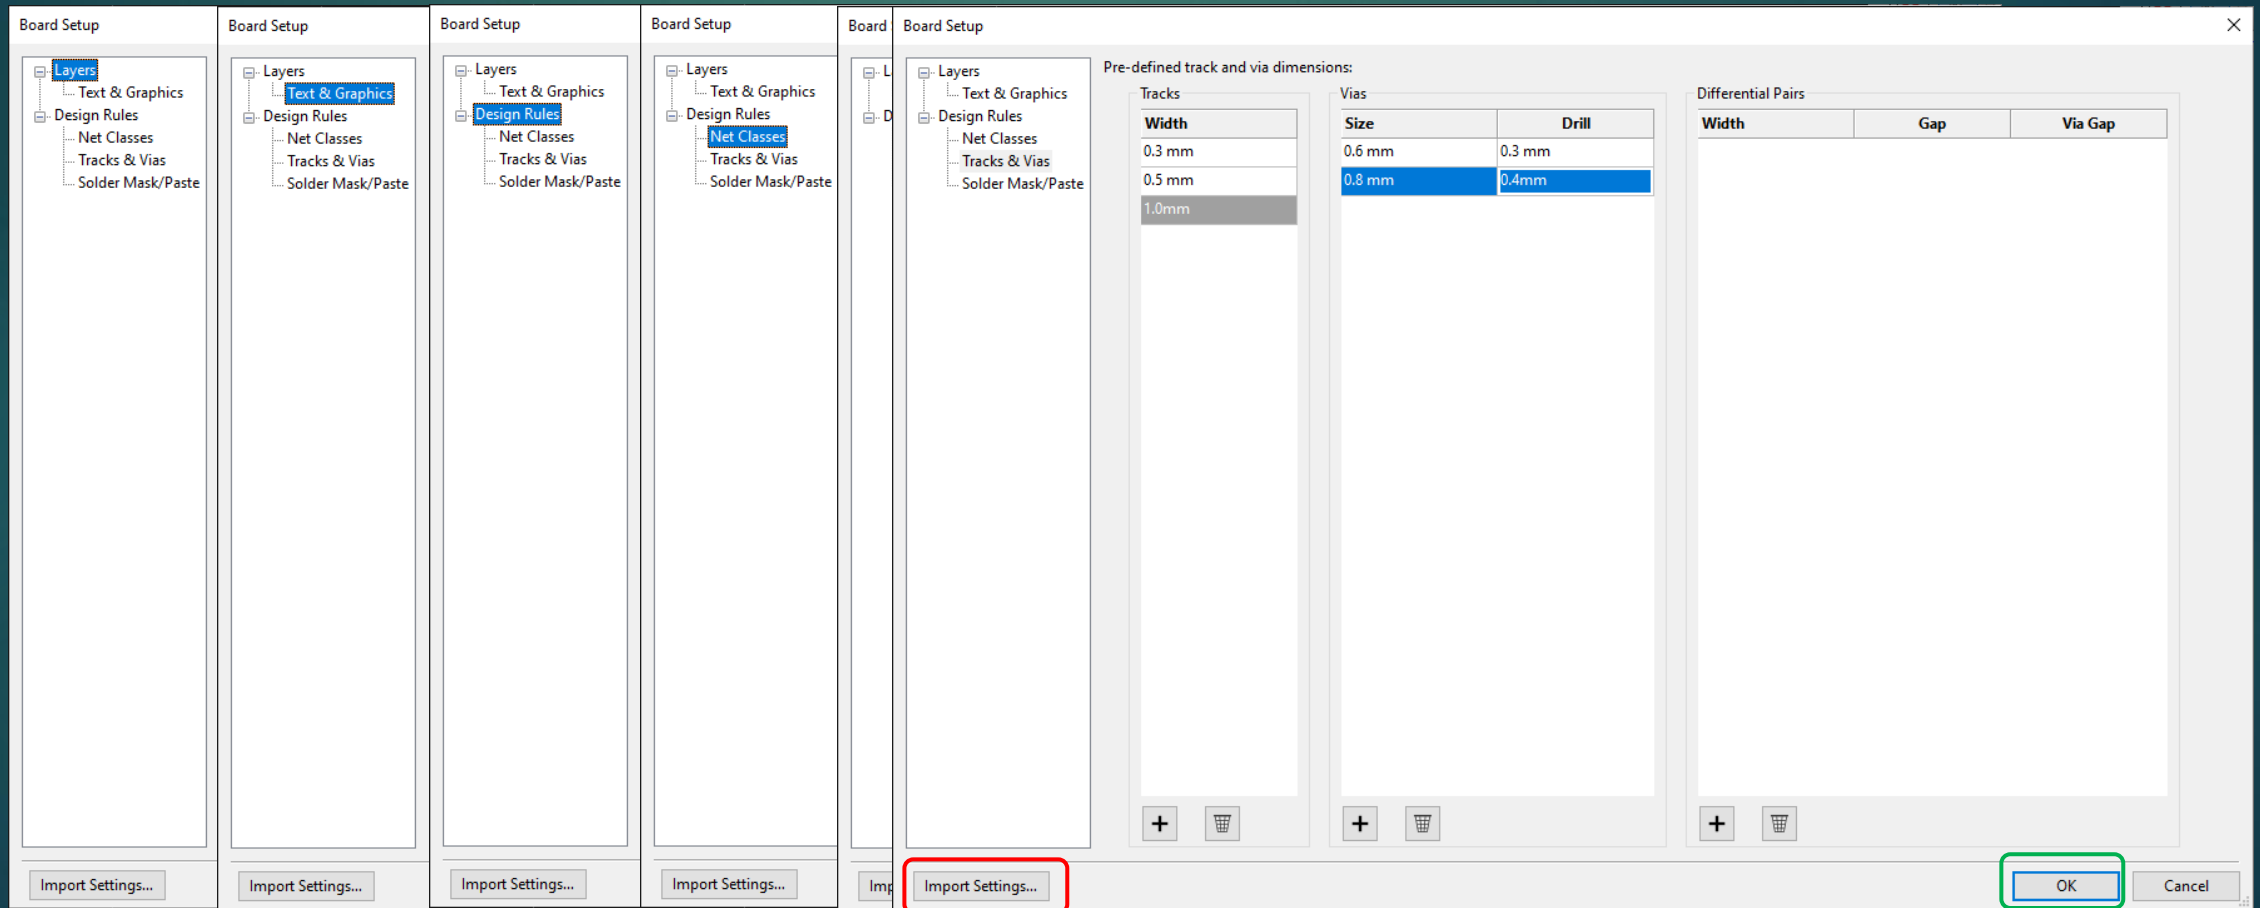 Board Setup
Layers
Text & Graphics
Design Rules
Net Classes
Tracks & Vias
Solder Mask/Paste
Import Settings...
Board Setup
Layers
Text & Graphics
Design Rules
Net Classes
Tracks & Vias
Solder Mask/Paste
Import Settings...
Board Setup
Layers
Text & Graphics
Design Rules
Net Classes
Tracks & Vias
Solder Mask/Paste
Import Settings...
Board Setup
Layers
Text & Graphics
Design Rules
Net Classes
Tracks & Vias
Solder Mask/Paste
Import Settings...
Board
L
D
Imp
Board Setup
Layers
Text & Graphics
Design Rules
Net Classes
Tracks & Vias
Solder Mask/Paste
Import Settings...
Pre-defined track and via dimensions:
Tracks
Width
0.3 mm
0.5 mm
1.0mm
Vias
Size Drill
0.6 mm 0.3 mm
0.8 mm 0.4mm
Differential Pairs
Width Gap Via Gap
OK Cancel